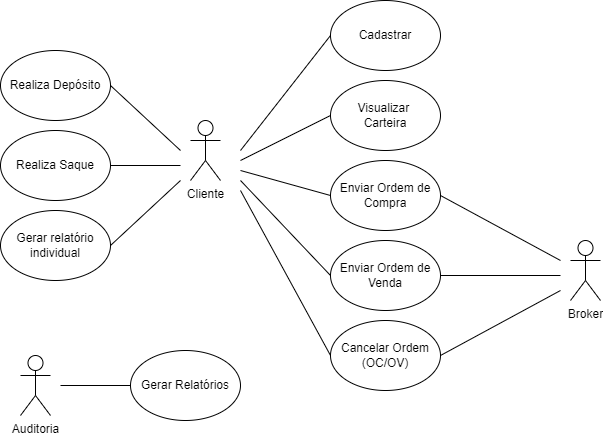 Cadastrar
Realiza Depósito
Visualizar
Carteira
Realiza Saque
Cliente
Enviar Ordem de
Compra
Gerar relatório
individual
Enviar Ordem de
Venda
Broker
Cancelar Ordem
(OC/OV)
Gerar Relatórios
Auditoria